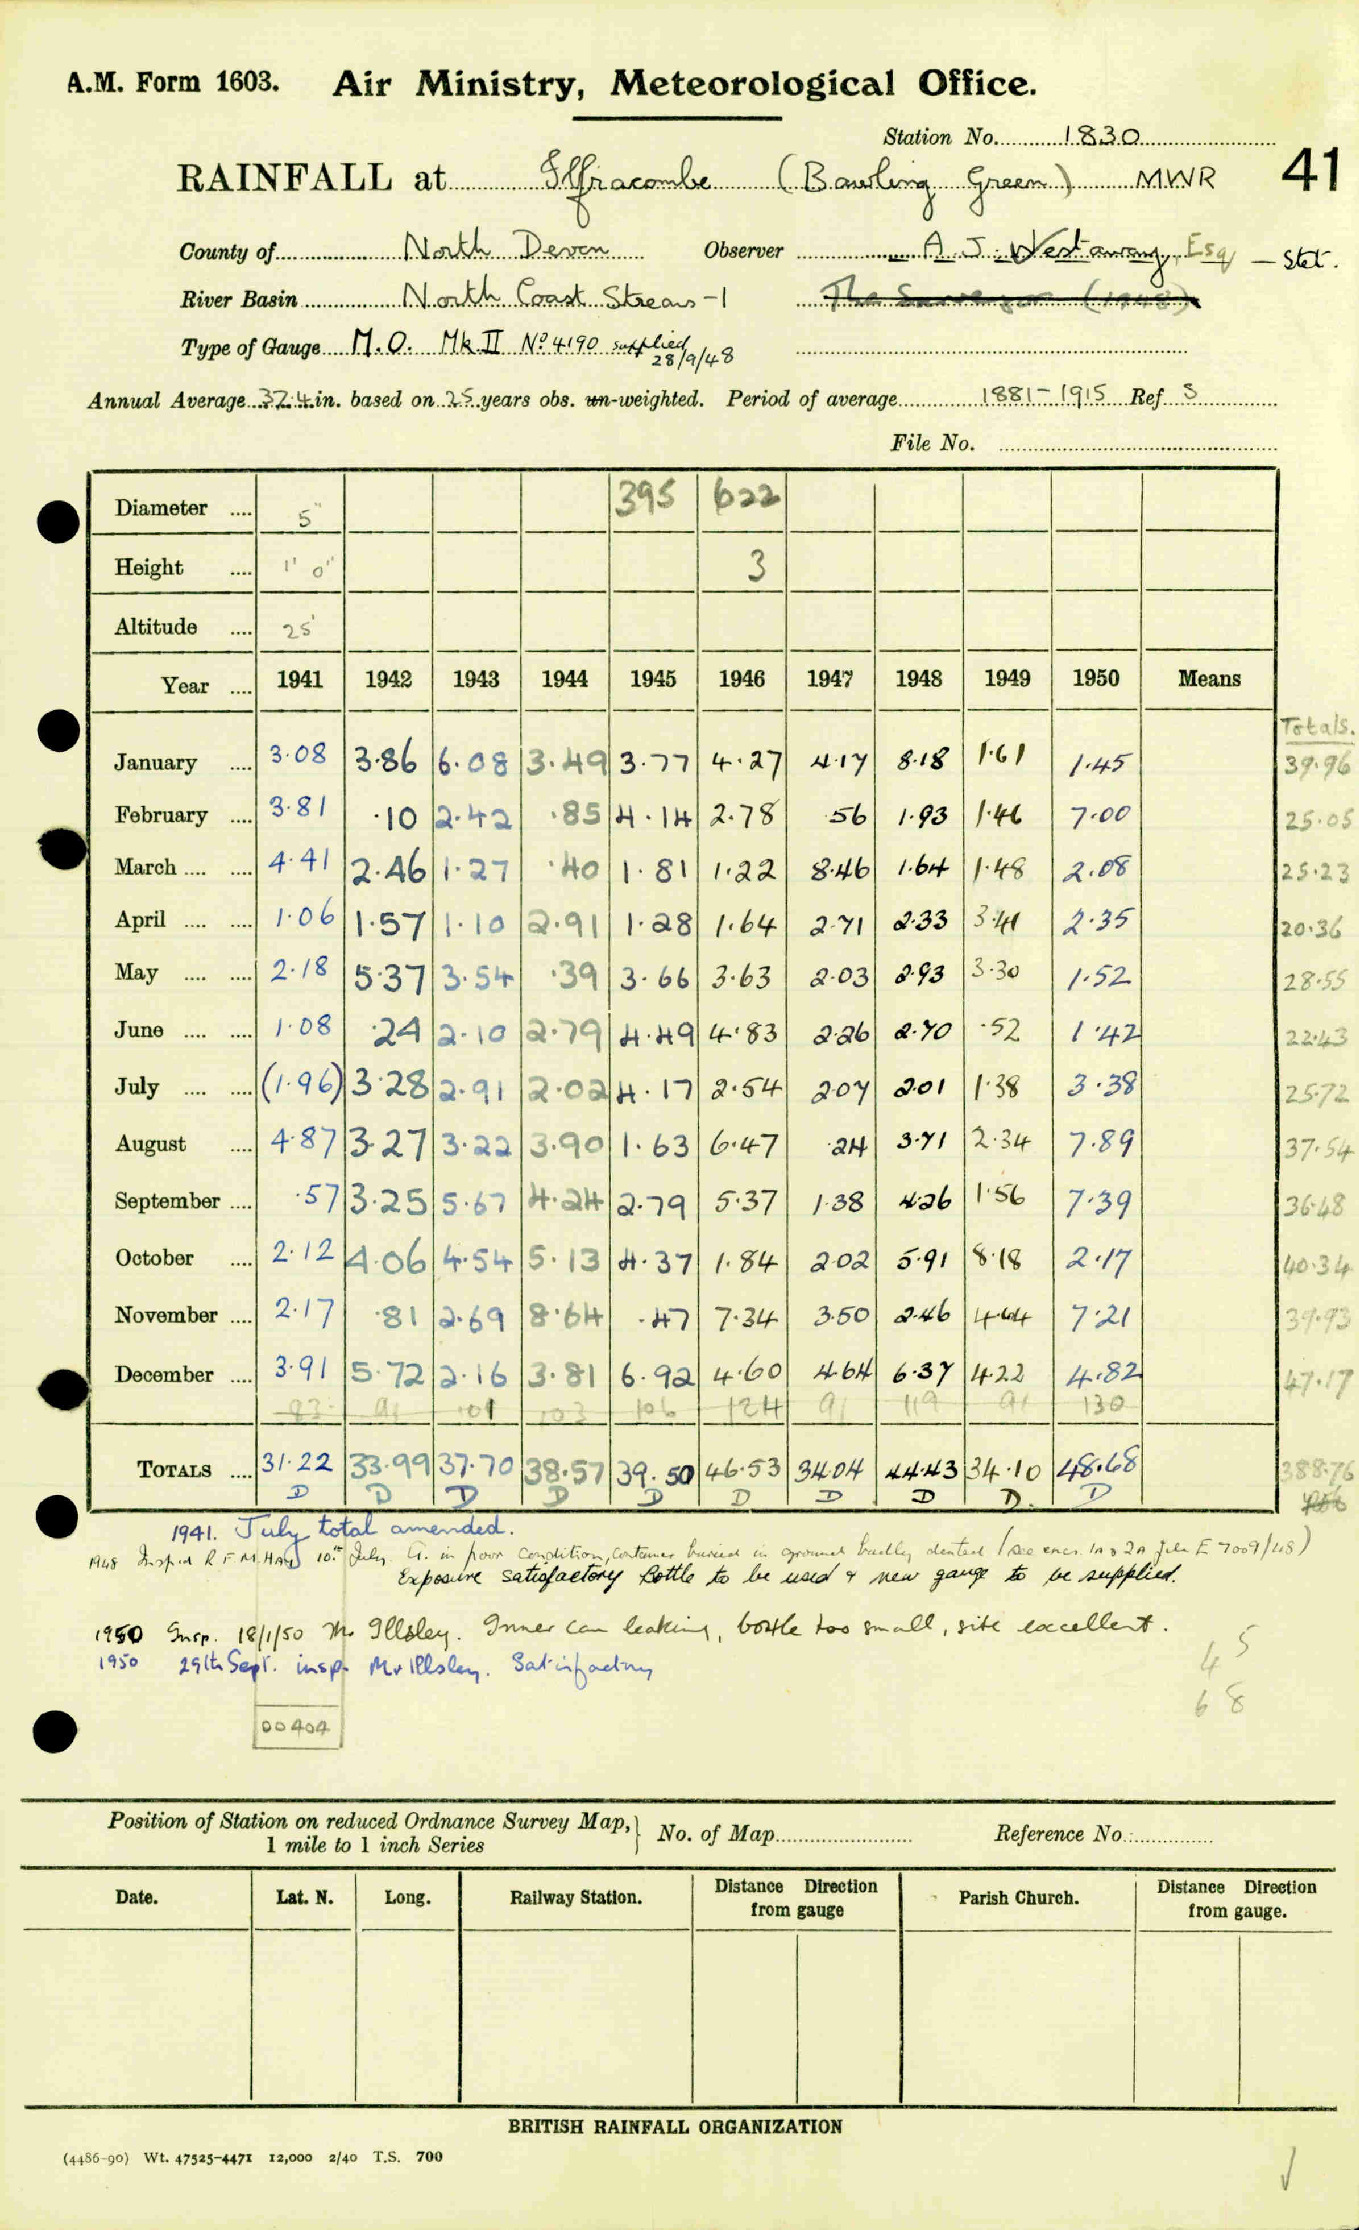 A.M. Form 1603. Air Ministry, Meteorological Office.
Station No. 1830
41
RAINFALL at Ilfracombe (Bowling Green) MWR
County of North Devon Observer A. J. Westaway, Esq — Stet.
River Basin North Coast Streams -1 The Surveyor (1948)
Type of Gauge M.O. Mk II No 4190 supplied 28/9/48
Annual Average 37.4 in. based on 25 years obs. un-weighted. Period of average 1881-1915 Ref S
File No.
Diameter .... 5" 395 622
Height .... 1' 0" 3
Altitude .... 25'
Year .... 1941 1942 1943 1944 1945 1946 1947 1948 1949 1950 Means
Totals.
January .... 3.08 3.86 6.08 3.49 3.77 4.27 4.17 8.18 1.61 1.45 39.96
February .... 3.81 .10 2.42 .85 4.14 2.78 .56 1.93 1.46 7.00 25.05
March .... .... 4.41 2.46 1.27 .40 1.81 1.22 8.46 1.64 1.48 2.08 25.23
April .... .... 1.06 1.57 1.10 2.91 1.28 1.64 2.71 2.33 3.41 2.35 20.36
May .... .... 2.18 5.37 3.54 .39 3.66 3.63 2.03 2.93 3.30 1.52 28.55
June .... .... 1.08 .24 2.10 2.79 4.49 4.83 2.26 2.70 .52 1.42 22.43
July .... .... (1.96) 3.28 2.91 2.02 4.17 2.54 2.07 2.01 1.38 3.38 25.72
August .... 4.87 3.27 3.22 3.90 1.63 6.47 .24 3.71 2.34 7.89 37.54
September .... .57 3.25 5.67 4.24 2.79 5.37 1.38 4.26 1.56 7.39 36.48
October .... 2.12 4.06 4.54 5.13 4.37 1.84 2.02 5.91 8.18 2.17 40.34
November .... 2.17 .81 2.69 8.64 .47 7.34 3.50 2.46 4.64 7.21 39.93
December .... 3.91 5.72 2.16 3.81 6.92 4.60 4.64 6.37 4.22 4.82 47.17
83 91 101 103 106 124 91 119 91 130
TOTALS .... 31.22 33.99 37.70 38.57 39.50 46.53 34.04 44.43 34.10 48.68 388.76
D D D D D D D D D. D
1941. July total amended.
1948 Insp'd R.F.M. HAY 10th July. G. in poor condition, container buried in ground badly dented (see encs. 1A & 2A file E 7009/48)
Exposure satisfactory Bottle to be used & new gauge to be supplied.
1950 Insp. 18/1/50 Mr Illsley. Inner can leaking, bottle too small, site excellent.
1950 29th Sept. insp. Mr Illsley. Satisfactory
4 5
6 8
00404
Position of Station on reduced Ordnance Survey Map, 1 mile to 1 inch Series No. of Map Reference No.
Date. Lat. N. Long. Railway Station. Distance Direction from gauge Parish Church. Distance Direction from gauge.
BRITISH RAINFALL ORGANIZATION
(4486-90) Wt. 47525-4471 12,000 2/40 T.S. 700